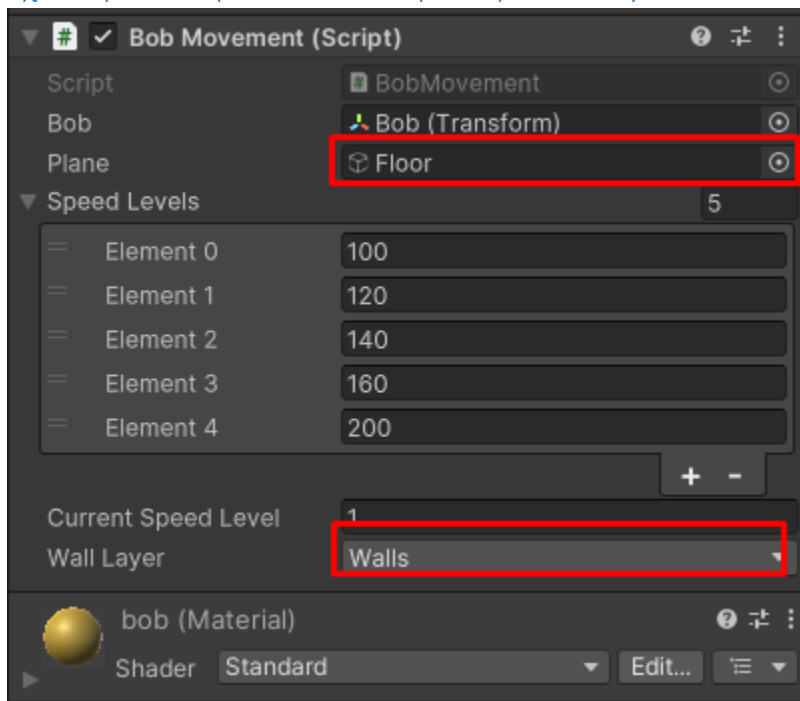 Bob Movement (Script)
Script BobMovement
Bob Bob (Transform)
Plane Floor
Speed Levels 5
Element 0 100
Element 1 120
Element 2 140
Element 3 160
Element 4 200
+ -
Current Speed Level 1
Wall Layer Walls
bob (Material)
Shader Standard Edit...